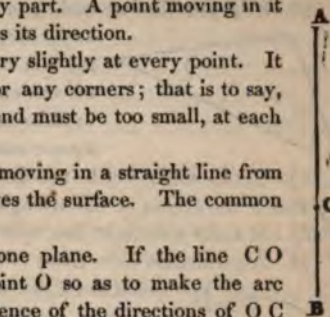 y part. A point moving in it
s its direction.
ry slightly at every point. It
or any corners; that is to say,
nd must be too small, at each
moving in a straight line from
es the surface. The common
one plane. If the line C O
int O so as to make the arc
ence of the directions of O C
A
C
B